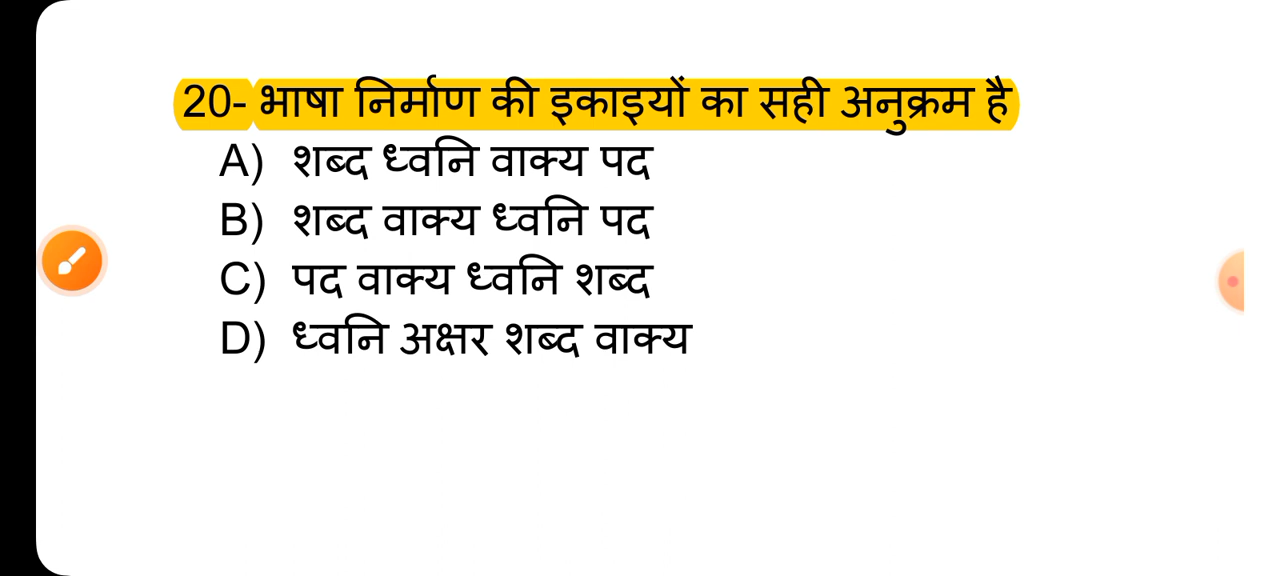 20- भाषा निर्माण की इकाइयों का सही अनुक्रम है
A) शब्द ध्वनि वाक्य पद
B) शब्द वाक्य ध्वनि पद
C) पद वाक्य ध्वनि शब्द
D) ध्वनि अक्षर शब्द वाक्य